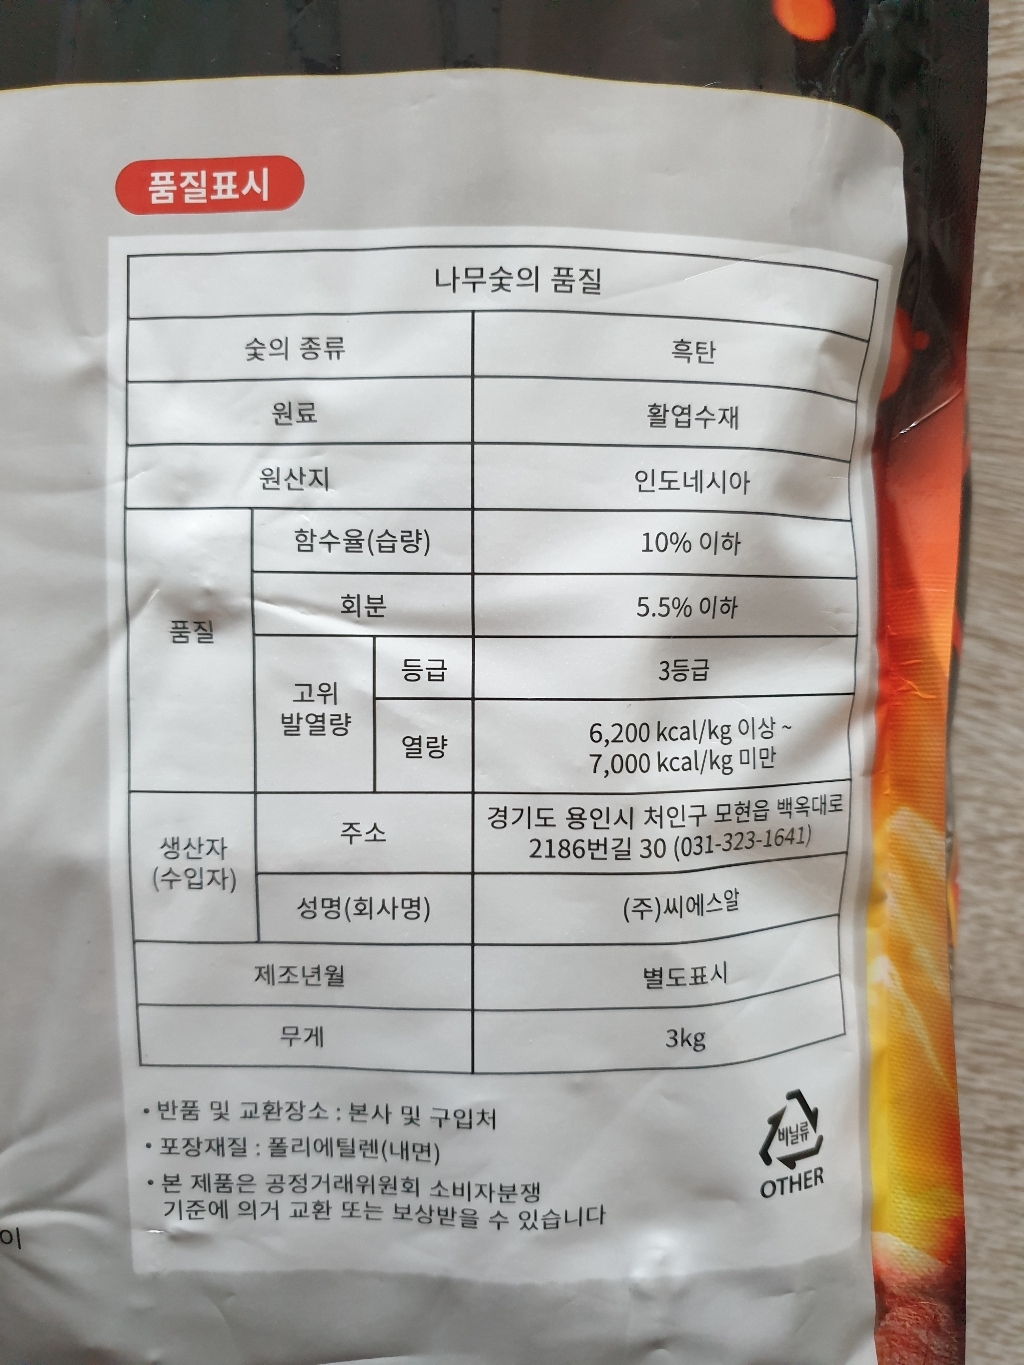 품질표시
나무숯의 품질
숯의 종류 흑탄
원료 활엽수재
원산지 인도네시아
품질
함수율(습량) 10% 이하
회분 5.5% 이하
고위
발열량
등급 3등급
열량 6,200 kcal/kg 이상 ~
7,000 kcal/kg 미만
생산자
(수입자)
주소 경기도 용인시 처인구 모현읍 백옥대로
2186번길 30 (031-323-1641)
성명(회사명) (주)씨에스알
제조년월 별도표시
무게 3kg
• 반품 및 교환장소 : 본사 및 구입처
• 포장재질 : 폴리에틸렌(내면)
• 본 제품은 공정거래위원회 소비자분쟁
기준에 의거 교환 또는 보상받을 수 있습니다
비닐류
OTHER
이